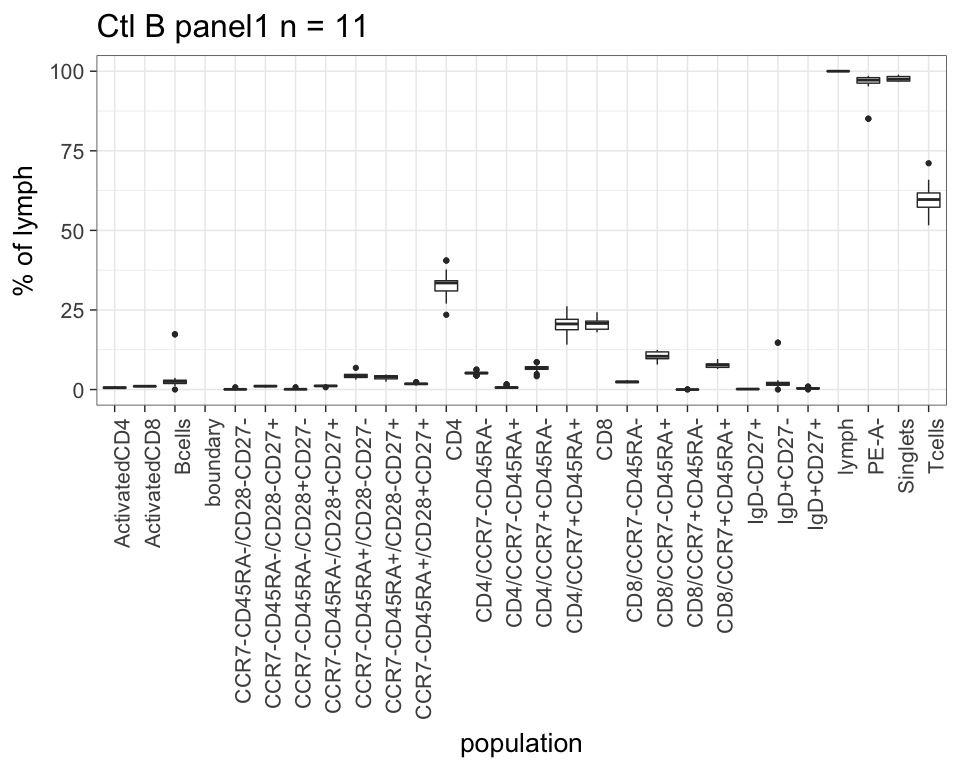 Ctl B panel1 n = 11
100
75
50
25
0
% of lymph
ActivatedCD4
ActivatedCD8
Bcells
boundary
CCR7-CD45RA-/CD28-CD27-
CCR7-CD45RA-/CD28-CD27+
CCR7-CD45RA-/CD28+CD27-
CCR7-CD45RA-/CD28+CD27+
CCR7-CD45RA+/CD28-CD27-
CCR7-CD45RA+/CD28-CD27+
CCR7-CD45RA+/CD28+CD27+
CD4
CD4/CCR7-CD45RA-
CD4/CCR7-CD45RA+
CD4/CCR7+CD45RA-
CD4/CCR7+CD45RA+
CD8
CD8/CCR7-CD45RA-
CD8/CCR7-CD45RA+
CD8/CCR7+CD45RA-
CD8/CCR7+CD45RA+
IgD-CD27+
IgD+CD27-
IgD+CD27+
lymph
PE-A-
Singlets
Tcells
population